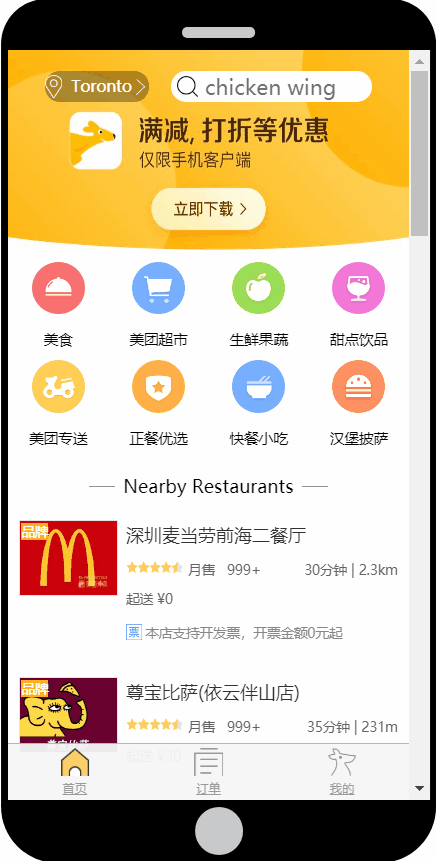 Toronto
chicken wing
满减, 打折等优惠
仅限手机客户端
立即下载
美食
美团超市
生鲜果蔬
甜点饮品
美团专送
正餐优选
快餐小吃
汉堡披萨
Nearby Restaurants
品牌
深圳麦当劳前海二餐厅
月售 999+ 30分钟 | 2.3km
起送 ¥0
票 本店支持开发票，开票金额0元起
品牌
尊宝比萨(依云伴山店)
月售 999+ 35分钟 | 231m
首页
订单
我的